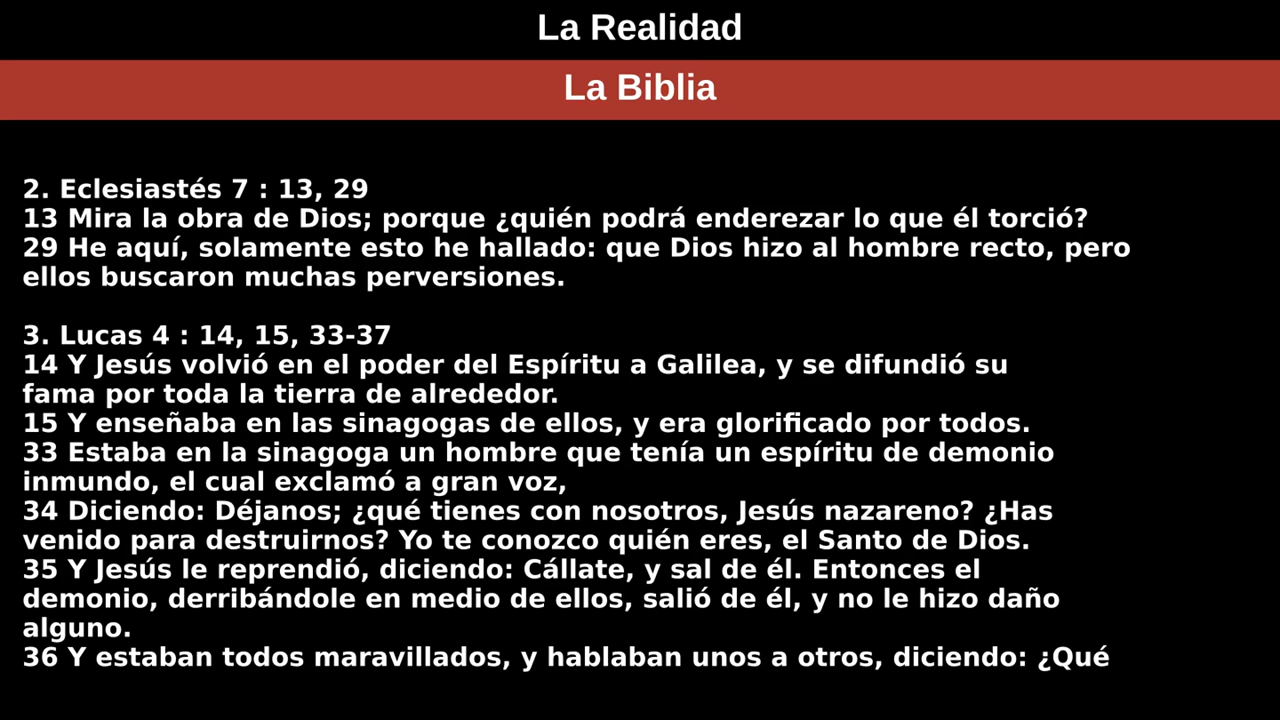 La Realidad
La Biblia
2. Eclesiastés 7 : 13, 29
13 Mira la obra de Dios; porque ¿quién podrá enderezar lo que él torció?
29 He aquí, solamente esto he hallado: que Dios hizo al hombre recto, pero
ellos buscaron muchas perversiones.
3. Lucas 4 : 14, 15, 33-37
14 Y Jesús volvió en el poder del Espíritu a Galilea, y se difundió su
fama por toda la tierra de alrededor.
15 Y enseñaba en las sinagogas de ellos, y era glorificado por todos.
33 Estaba en la sinagoga un hombre que tenía un espíritu de demonio
inmundo, el cual exclamó a gran voz,
34 Diciendo: Déjanos; ¿qué tienes con nosotros, Jesús nazareno? ¿Has
venido para destruirnos? Yo te conozco quién eres, el Santo de Dios.
35 Y Jesús le reprendió, diciendo: Cállate, y sal de él. Entonces el
demonio, derribándole en medio de ellos, salió de él, y no le hizo daño
alguno.
36 Y estaban todos maravillados, y hablaban unos a otros, diciendo: ¿Qué